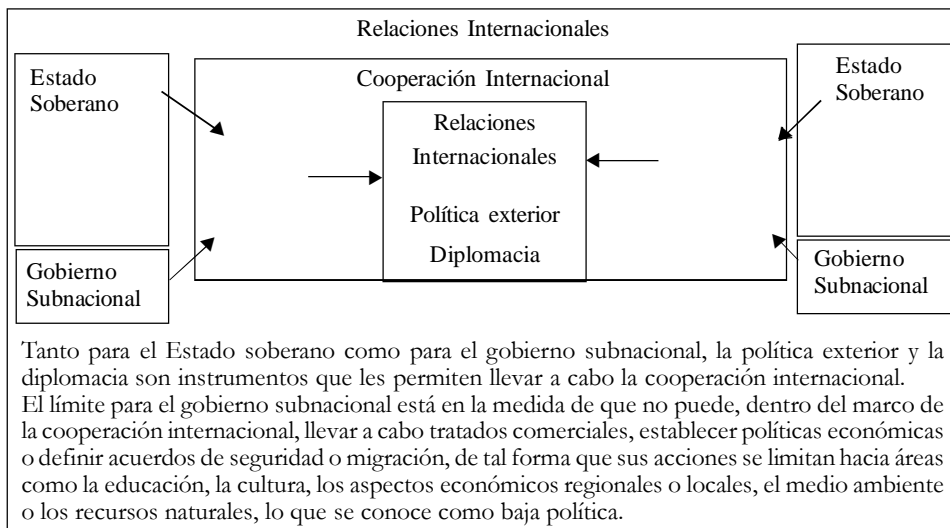 Relaciones Internacionales
Estado
Soberano
Cooperación Internacional
Estado
Soberano
Relaciones
Internacionales
Política exterior
Diplomacia
Gobierno
Subnacional
Gobierno
Subnacional
Tanto para el Estado soberano como para el gobierno subnacional, la política exterior y la
diplomacia son instrumentos que les permiten llevar a cabo la cooperación internacional.
El límite para el gobierno subnacional está en la medida de que no puede, dentro del marco de
la cooperación internacional, llevar a cabo tratados comerciales, establecer políticas económicas
o definir acuerdos de seguridad o migración, de tal forma que sus acciones se limitan hacia áreas
como la educación, la cultura, los aspectos económicos regionales o locales, el medio ambiente
o los recursos naturales, lo que se conoce como baja política.